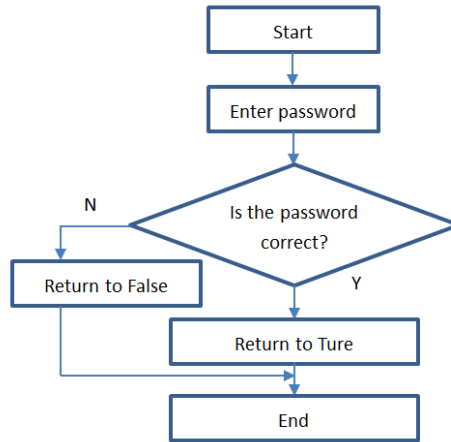 Start
Enter password
Is the password
correct?
N
Return to False
Y
Return to Ture
End